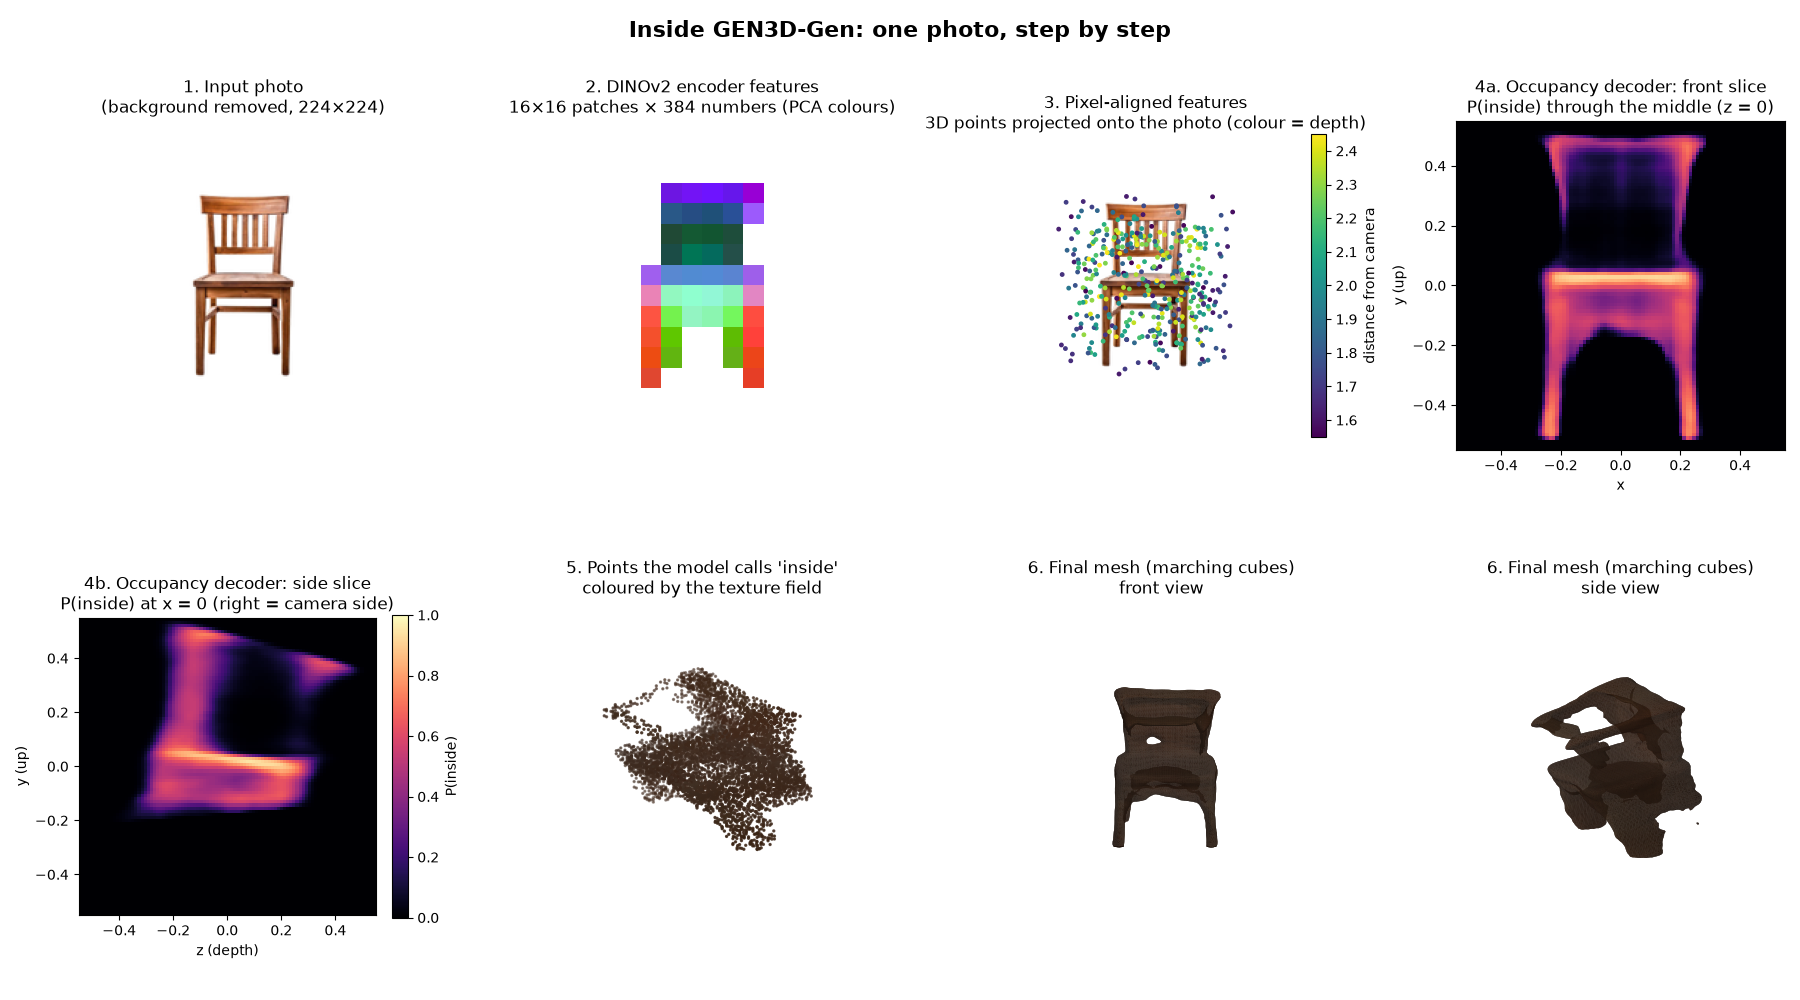 Inside GEN3D-Gen: one photo, step by step
1. Input photo
(background removed, 224×224)
2. DINOv2 encoder features
16×16 patches × 384 numbers (PCA colours)
3. Pixel-aligned features
3D points projected onto the photo (colour = depth)
2.4
2.3
2.2
2.1
2.0
1.9
1.8
1.7
1.6
distance from camera
4a. Occupancy decoder: front slice
P(inside) through the middle (z = 0)
0.4
0.2
0.0
−0.2
−0.4
y (up)
−0.4 −0.2 0.0 0.2 0.4
x
4b. Occupancy decoder: side slice
P(inside) at x = 0 (right = camera side)
0.4
0.2
0.0
−0.2
−0.4
y (up)
−0.4 −0.2 0.0 0.2 0.4
z (depth)
1.0
0.8
0.6
0.4
0.2
0.0
P(inside)
5. Points the model calls 'inside'
coloured by the texture field
6. Final mesh (marching cubes)
front view
6. Final mesh (marching cubes)
side view